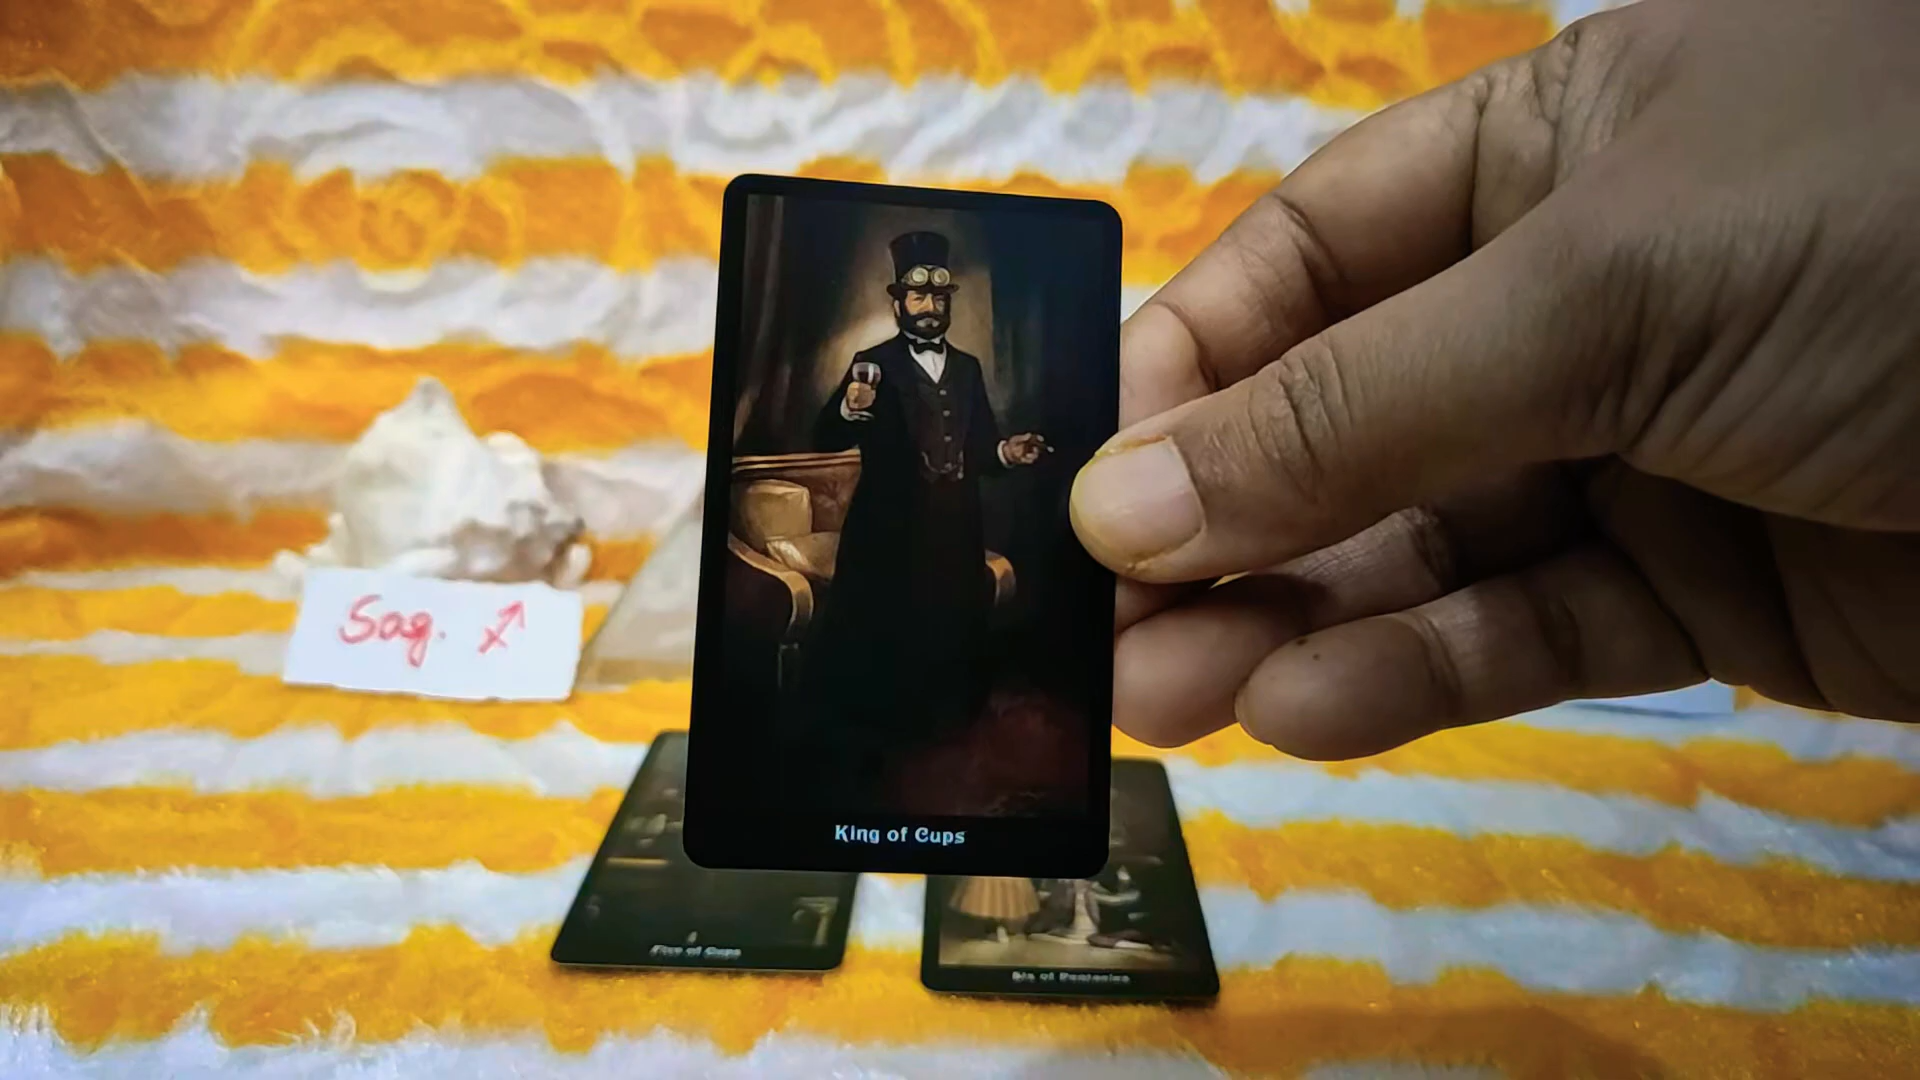 Sag. ♐
King of Cups
Five of Cups
Six of Pentacles